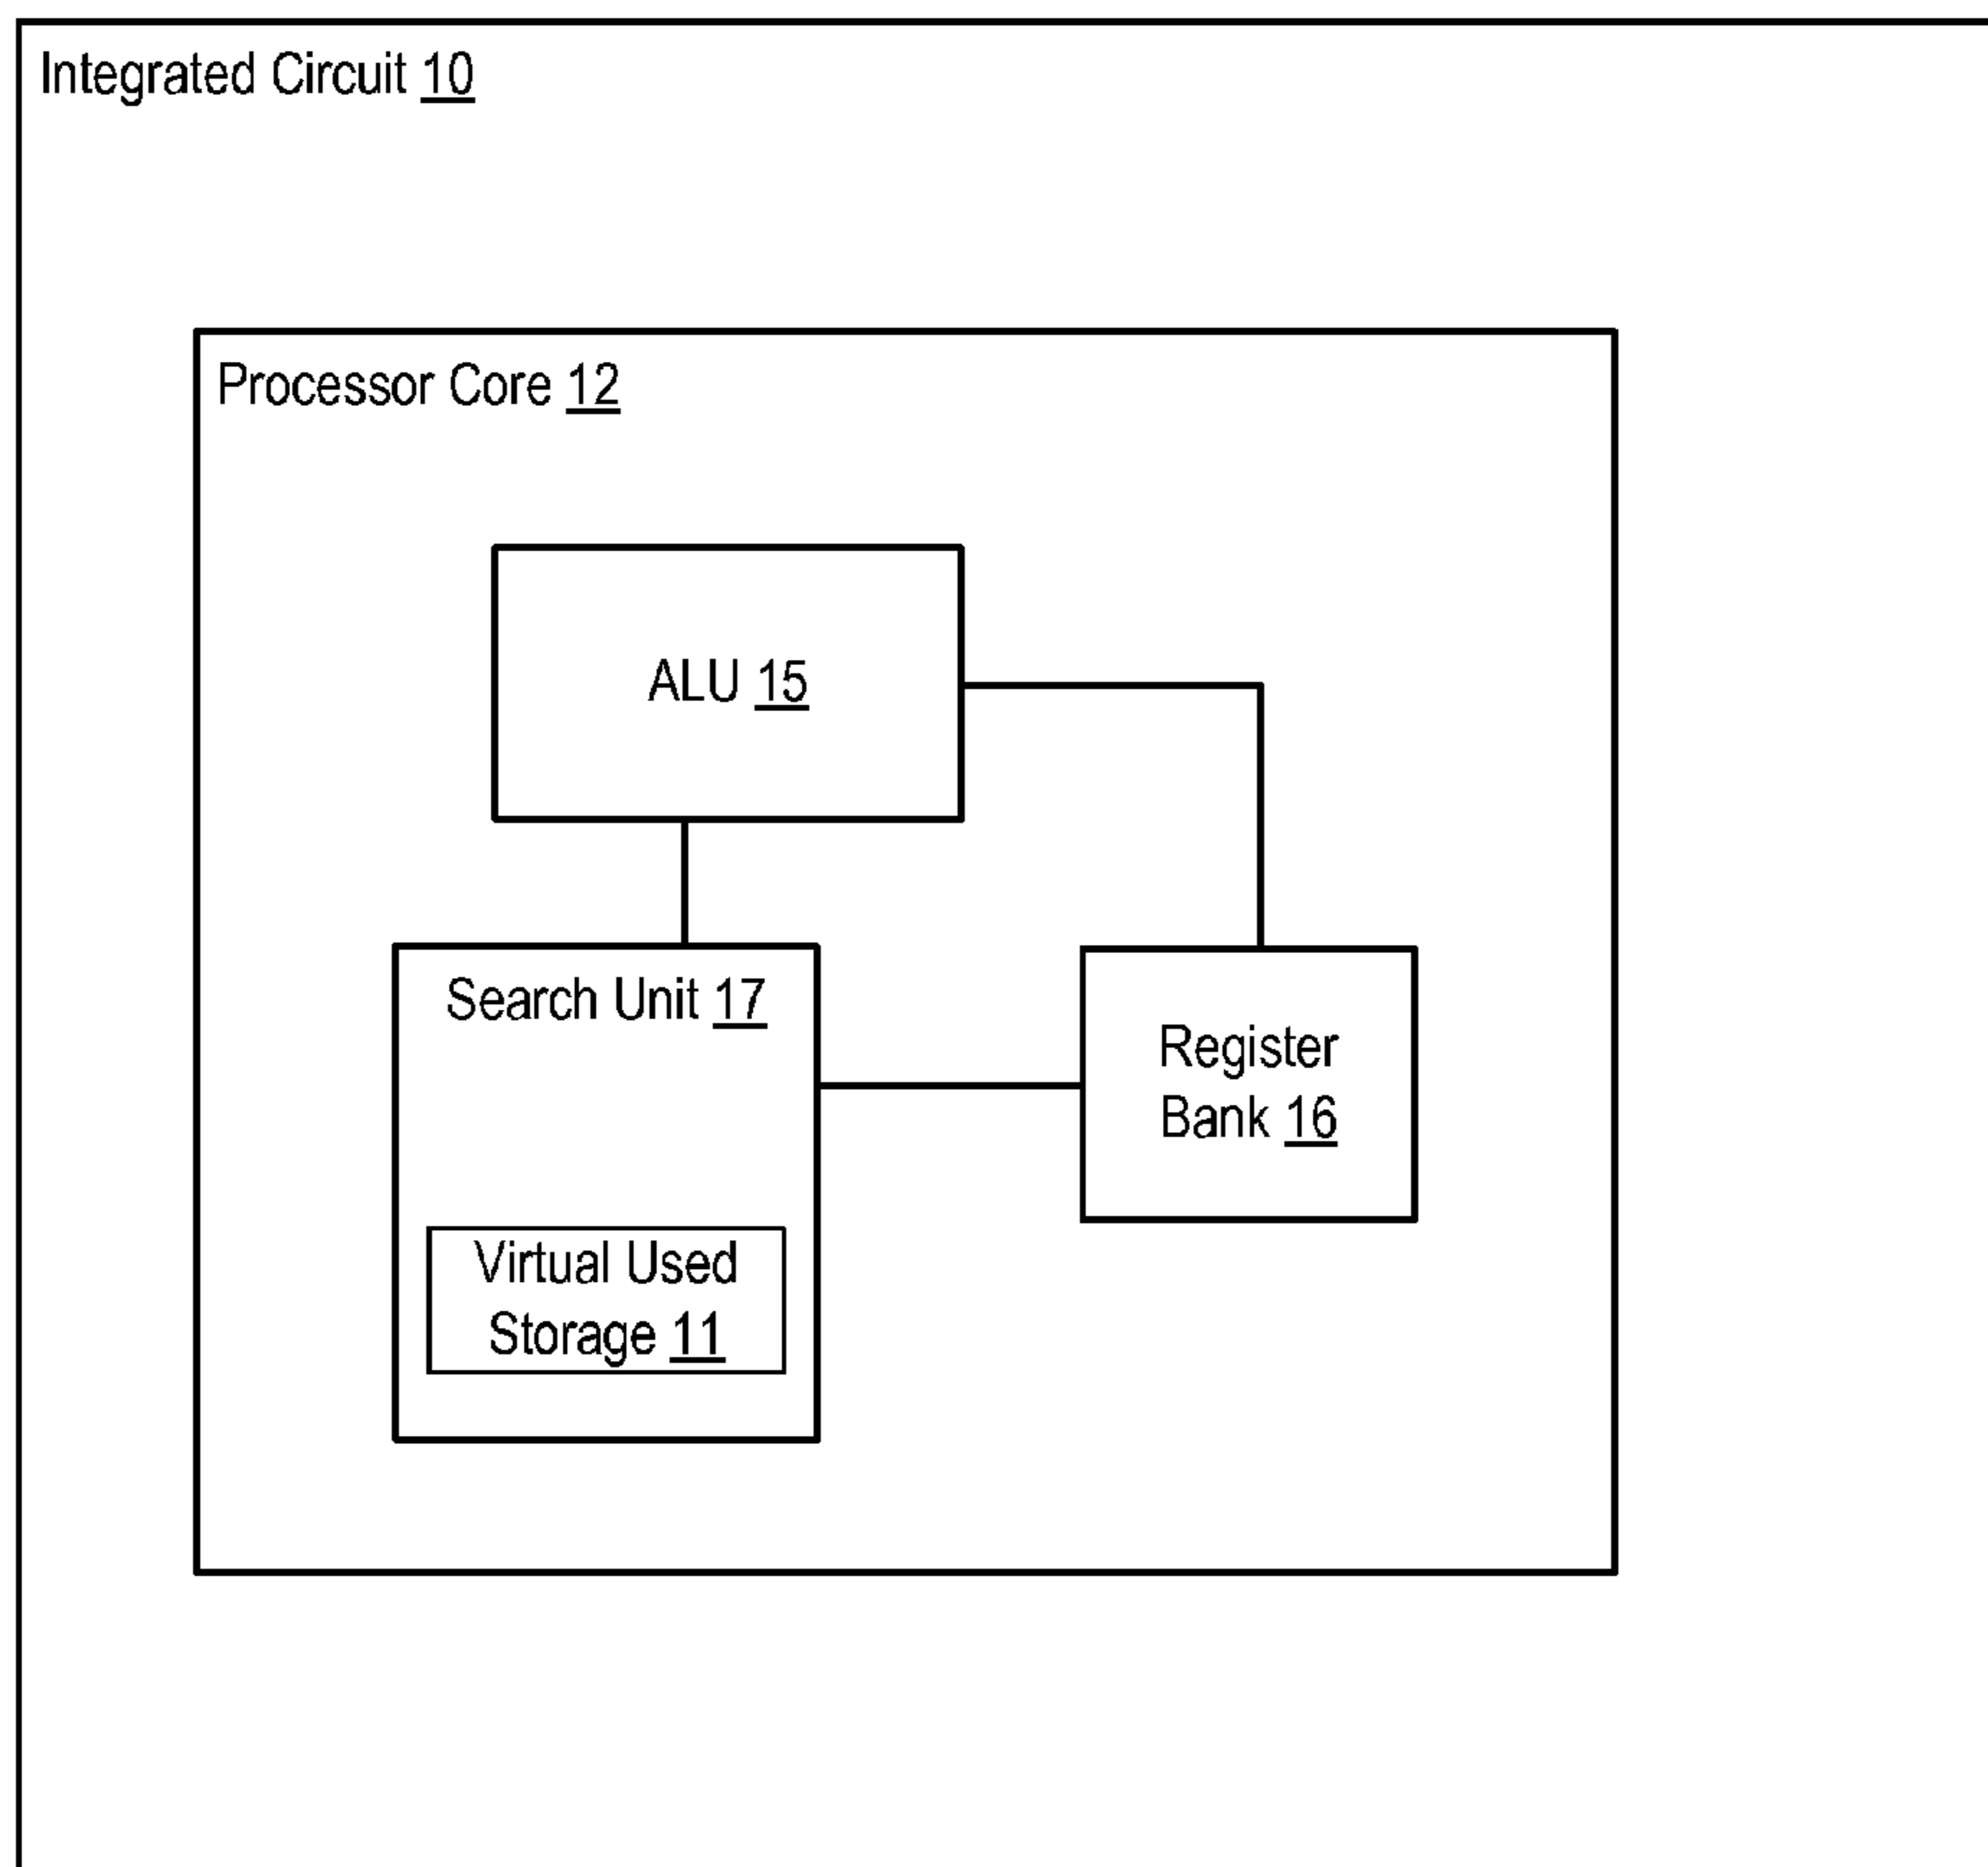 Integrated Circuit 10
Processor Core 12
ALU 15
Search Unit 17
Register
Bank 16
Virtual Used
Storage 11